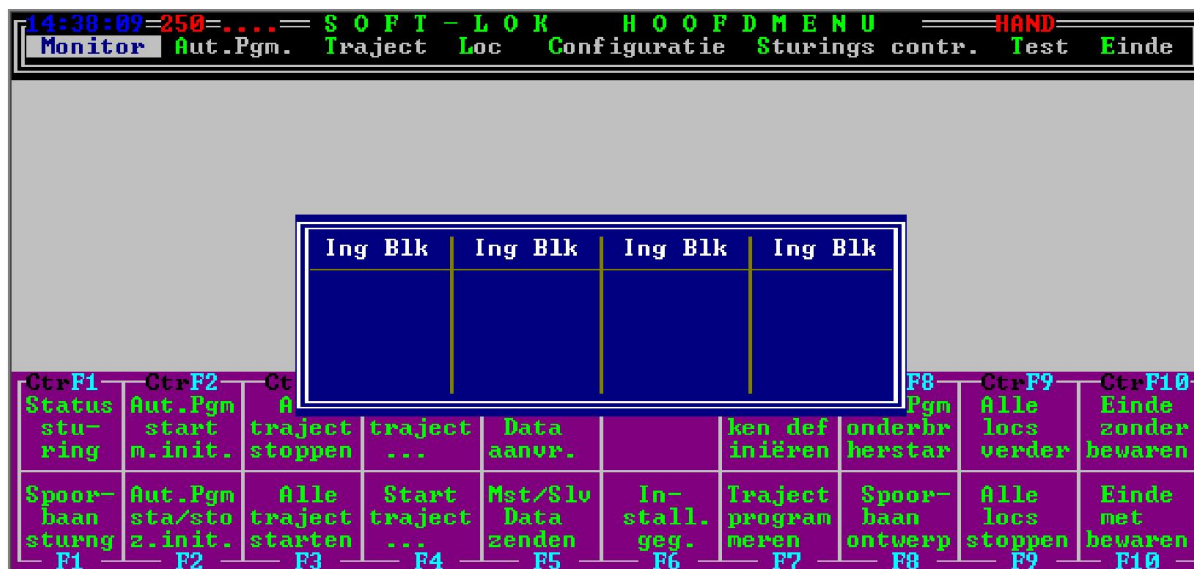 14:38:09=250=....= S O F T - L O K   H O O F D M E N U =HAND=
Monitor Aut.Pgm. Traject Loc Configuratie Sturings contr. Test Einde
Ing Blk Ing Blk Ing Blk Ing Blk
CtrF1 CtrF2 Ct F8 CtrF9 CtrF10
Status Aut.Pgm A Pgm Alle Einde
stu- start traject traject Data ken def onderbr locs zonder
ring m.init. stoppen ... aanvr. iniëren herstar verder bewaren
Spoor- Aut.Pgm Alle Start Mst/Slv In- Traject Spoor- Alle Einde
baan sta/sto traject traject Data stall. program baan locs met
sturng z.init. starten ... zenden geg. meren ontwerp stoppen bewaren
F1 F2 F3 F4 F5 F6 F7 F8 F9 F10